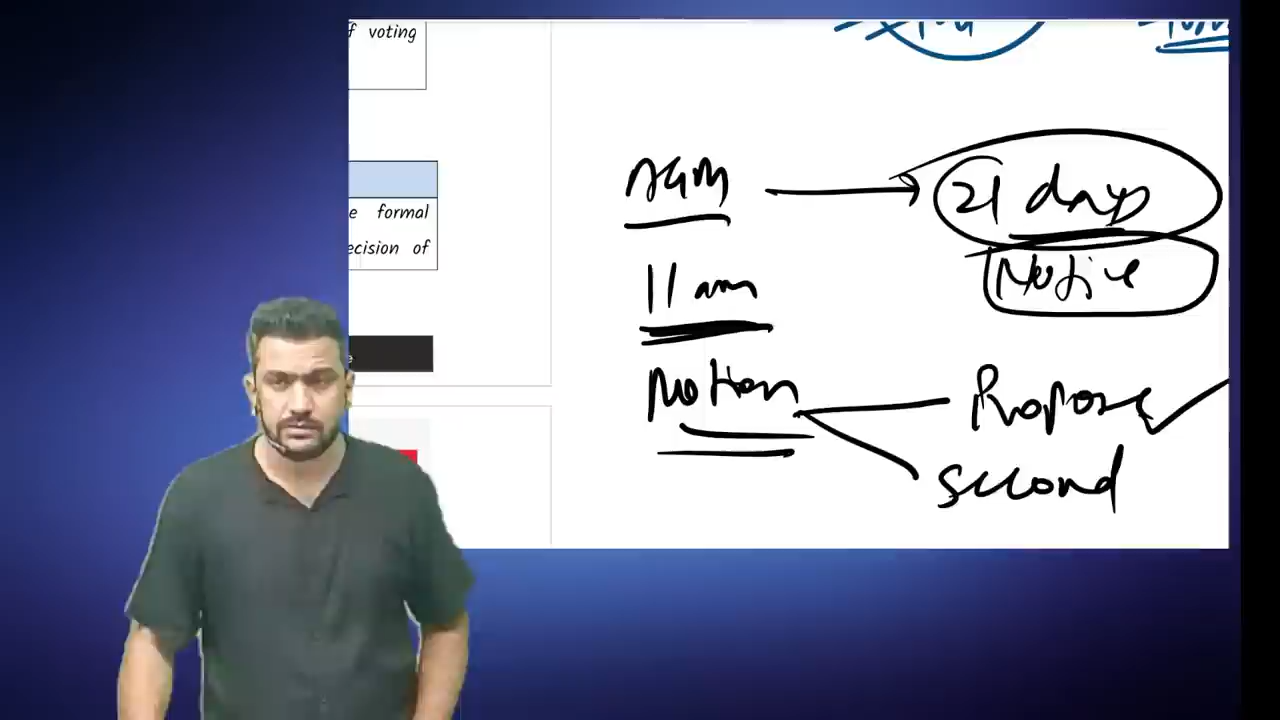 f voting
e formal
ecision of
e
AGM
21 days
Notice
11 am
Motion
Propose
second